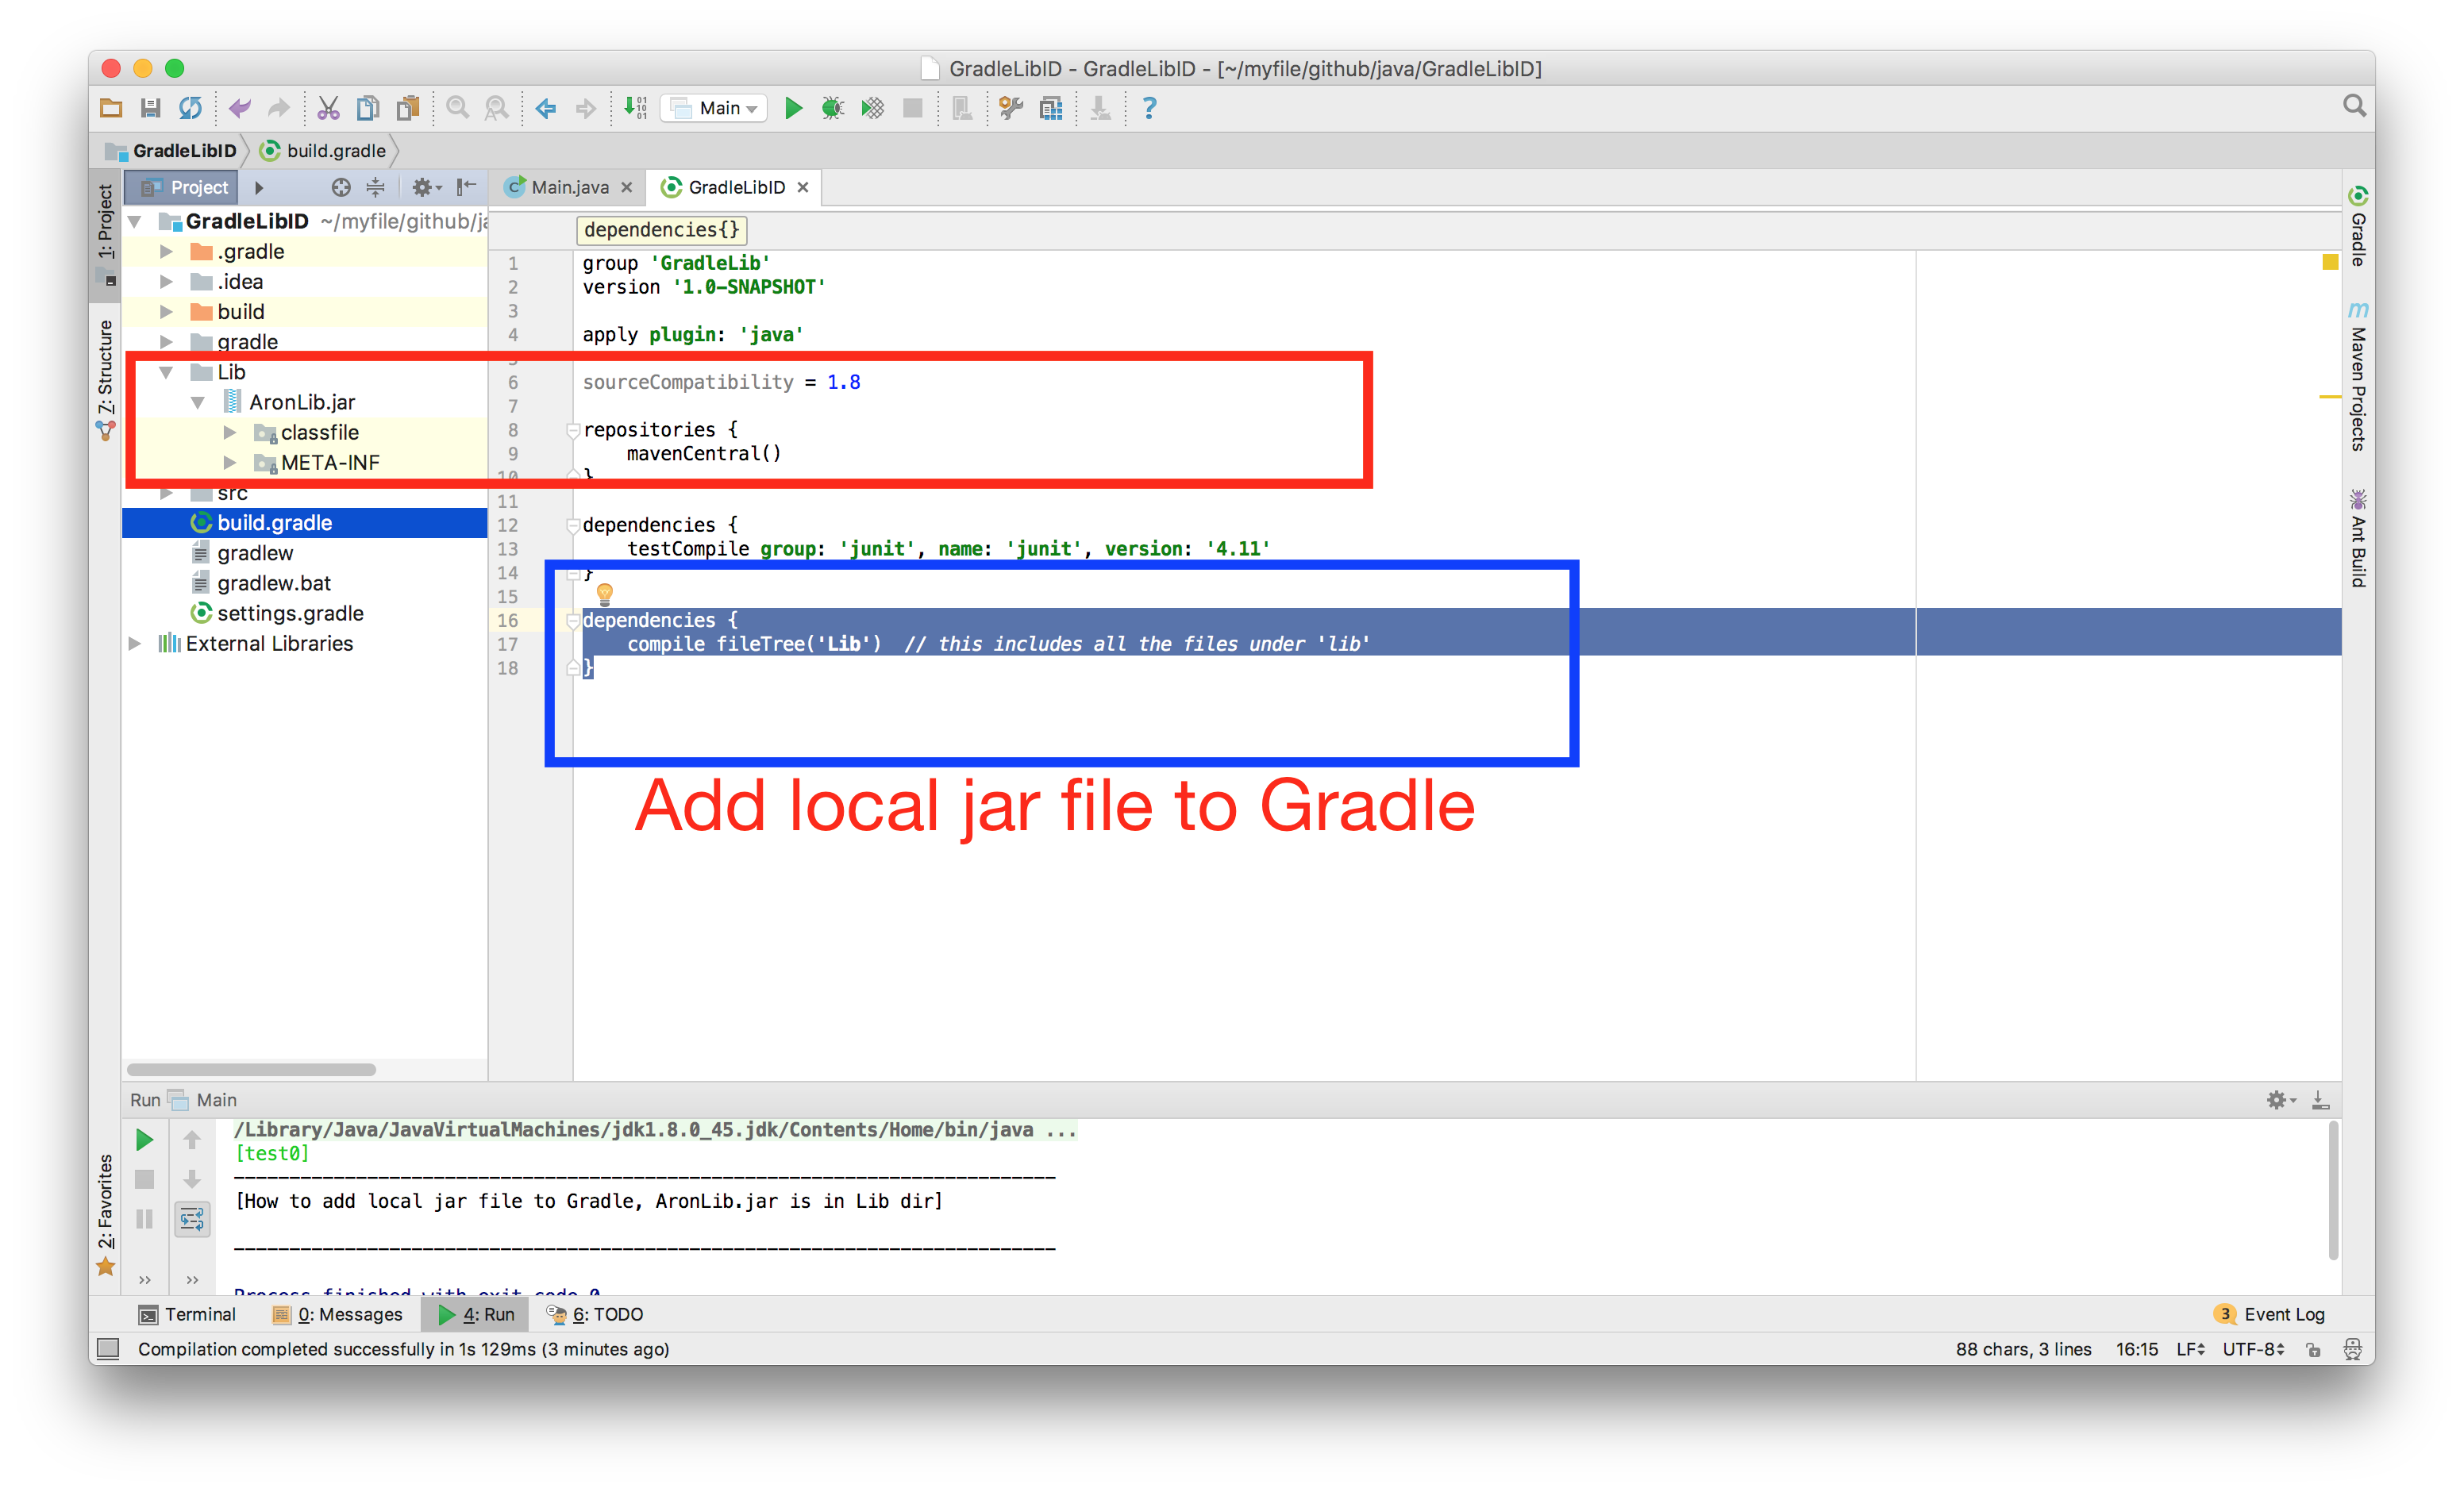 GradleLibID - GradleLibID - [~/myfile/github/java/GradleLibID]
Main
?
GradleLibID
build.gradle
1: Project
7: Structure
2: Favorites
Project
GradleLibID ~/myfile/github/ja
.gradle
.idea
build
gradle
Lib
AronLib.jar
classfile
META-INF
src
build.gradle
gradlew
gradlew.bat
settings.gradle
External Libraries
Main.java
GradleLibID
dependencies{}
1 group 'GradleLib'
2 version '1.0-SNAPSHOT'
3
4 apply plugin: 'java'
6 sourceCompatibility = 1.8
7
8 repositories {
9 mavenCentral()
10 }
11
12 dependencies {
13 testCompile group: 'junit', name: 'junit', version: '4.11'
14 }
15
16 dependencies {
17 compile fileTree('Lib') // this includes all the files under 'lib'
18 }
Add local jar file to Gradle
Gradle
Maven Projects
Ant Build
Run Main
/Library/Java/JavaVirtualMachines/jdk1.8.0_45.jdk/Contents/Home/bin/java ...
[test0]
--------------------------------------------------------------------------
[How to add local jar file to Gradle, AronLib.jar is in Lib dir]
--------------------------------------------------------------------------
Process finished with exit code 0
Terminal
0: Messages
4: Run
6: TODO
3 Event Log
Compilation completed successfully in 1s 129ms (3 minutes ago)
88 chars, 3 lines
16:15
LF
UTF-8